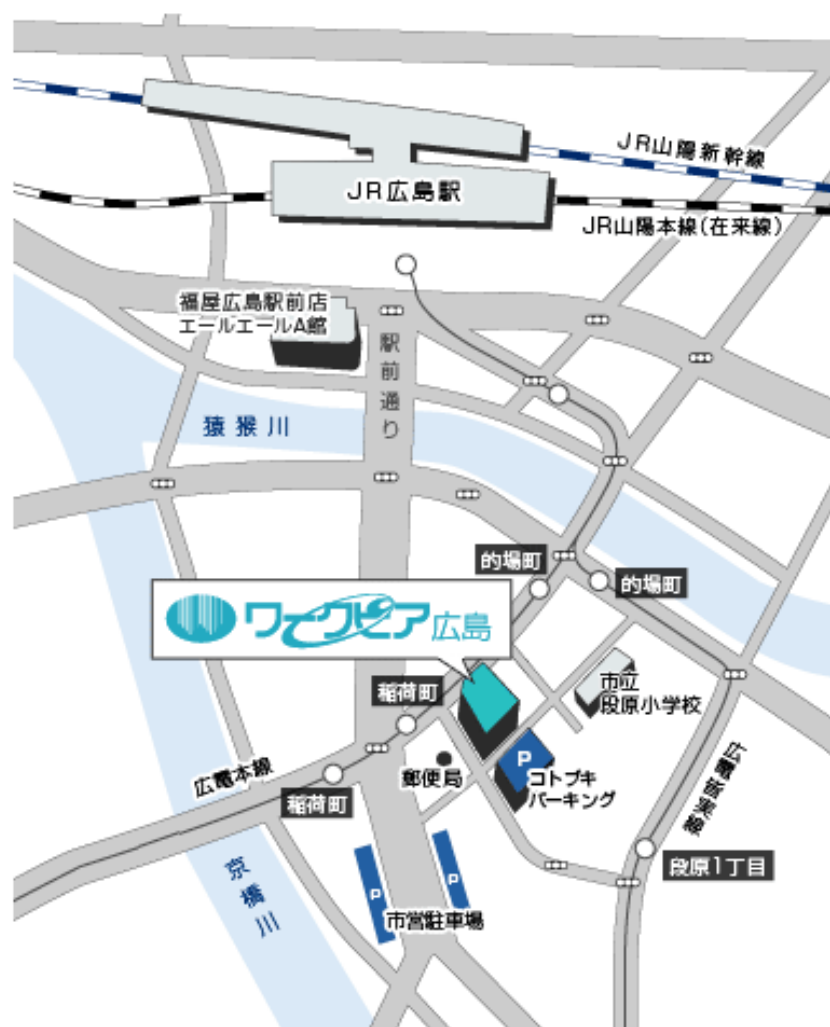 JR山陽新幹線
JR広島駅
JR山陽本線(在来線)
福屋広島駅前店
エールエールA館
駅前通り
猿猴川
的場町
的場町
ワークピア広島
市立
段原小学校
稲荷町
広電本線
郵便局
P
コトブキ
パーキング
稲荷町
広電皆実線
段原1丁目
京橋川
P
P
市営駐車場